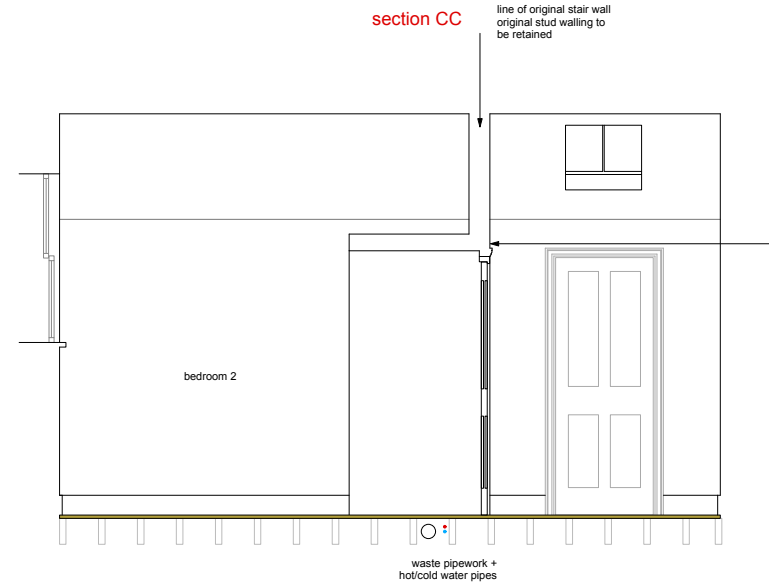 section CC
line of original stair wall
original stud walling to
be retained
bedroom 2
waste pipework +
hot/cold water pipes